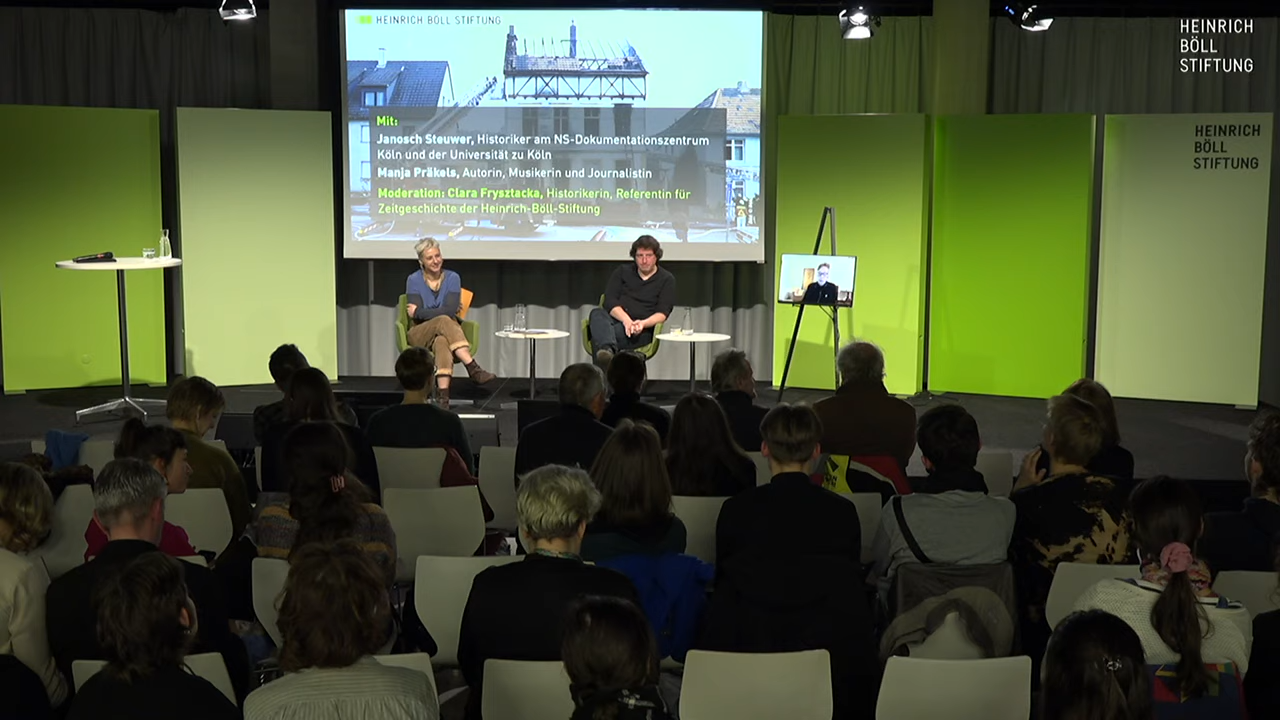 HEINRICH BÖLL STIFTUNG
Mit:
Janosch Steuwer, Historiker am NS-Dokumentationszentrum
Köln und der Universität zu Köln
Manja Präkels, Autorin, Musikerin und Journalistin
Moderation: Clara Frysztacka, Historikerin, Referentin für
Zeitgeschichte der Heinrich-Böll-Stiftung
HEINRICH
BÖLL
STIFTUNG
HEINRICH
BÖLL
STIFTUNG